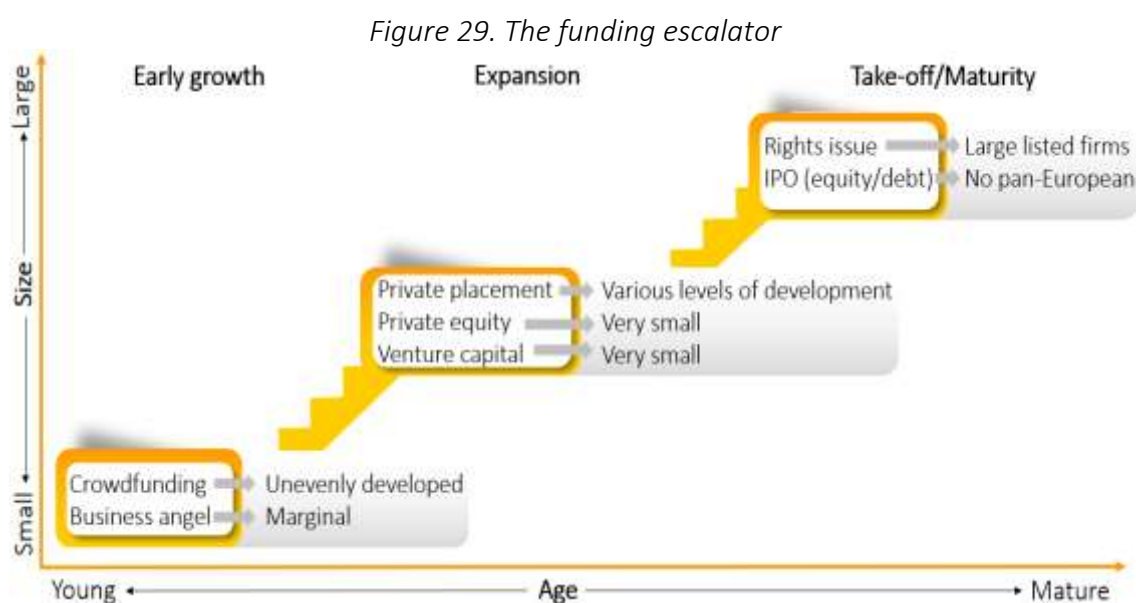 Figure 29. The funding escalator
Early growth
Expansion
Take-off/Maturity
Large
Size
Small
Rights issue
Large listed firms
IPO (equity/debt)
No pan-European
Private placement
Various levels of development
Private equity
Very small
Venture capital
Very small
Crowdfunding
Unevenly developed
Business angel
Marginal
Young
Age
Mature